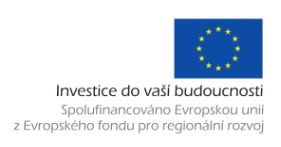 Investice do vaší budoucnosti
Spolufinancováno Evropskou unií
z Evropského fondu pro regionální rozvoj